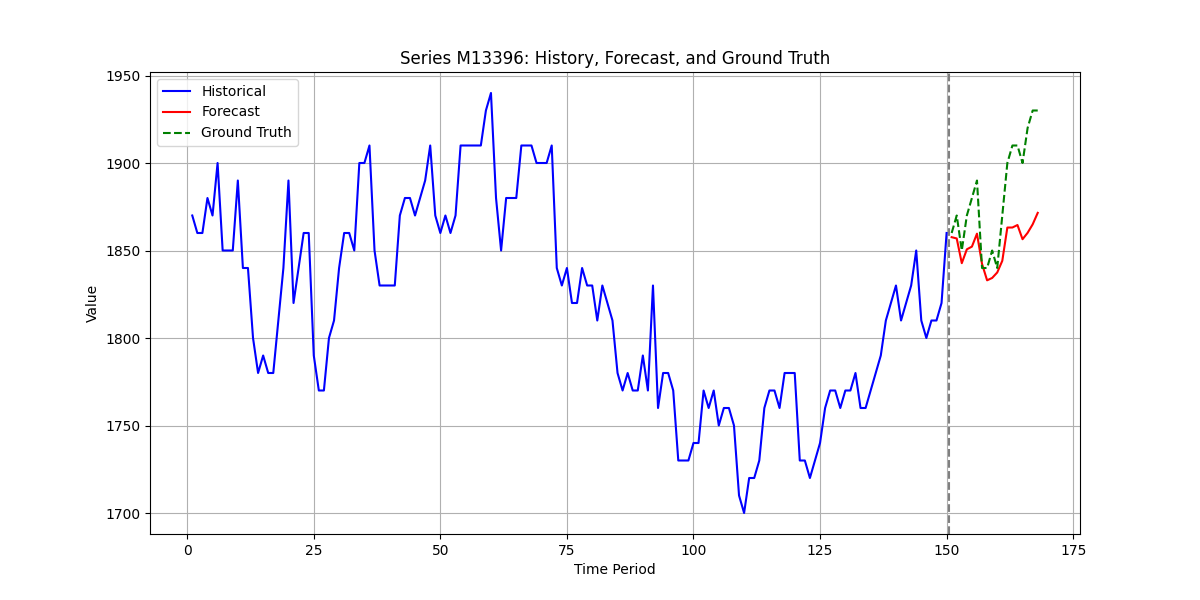 Series M13396: History, Forecast, and Ground Truth
Historical
Forecast
Ground Truth
Value
1950
1900
1850
1800
1750
1700
0 25 50 75 100 125 150 175
Time Period